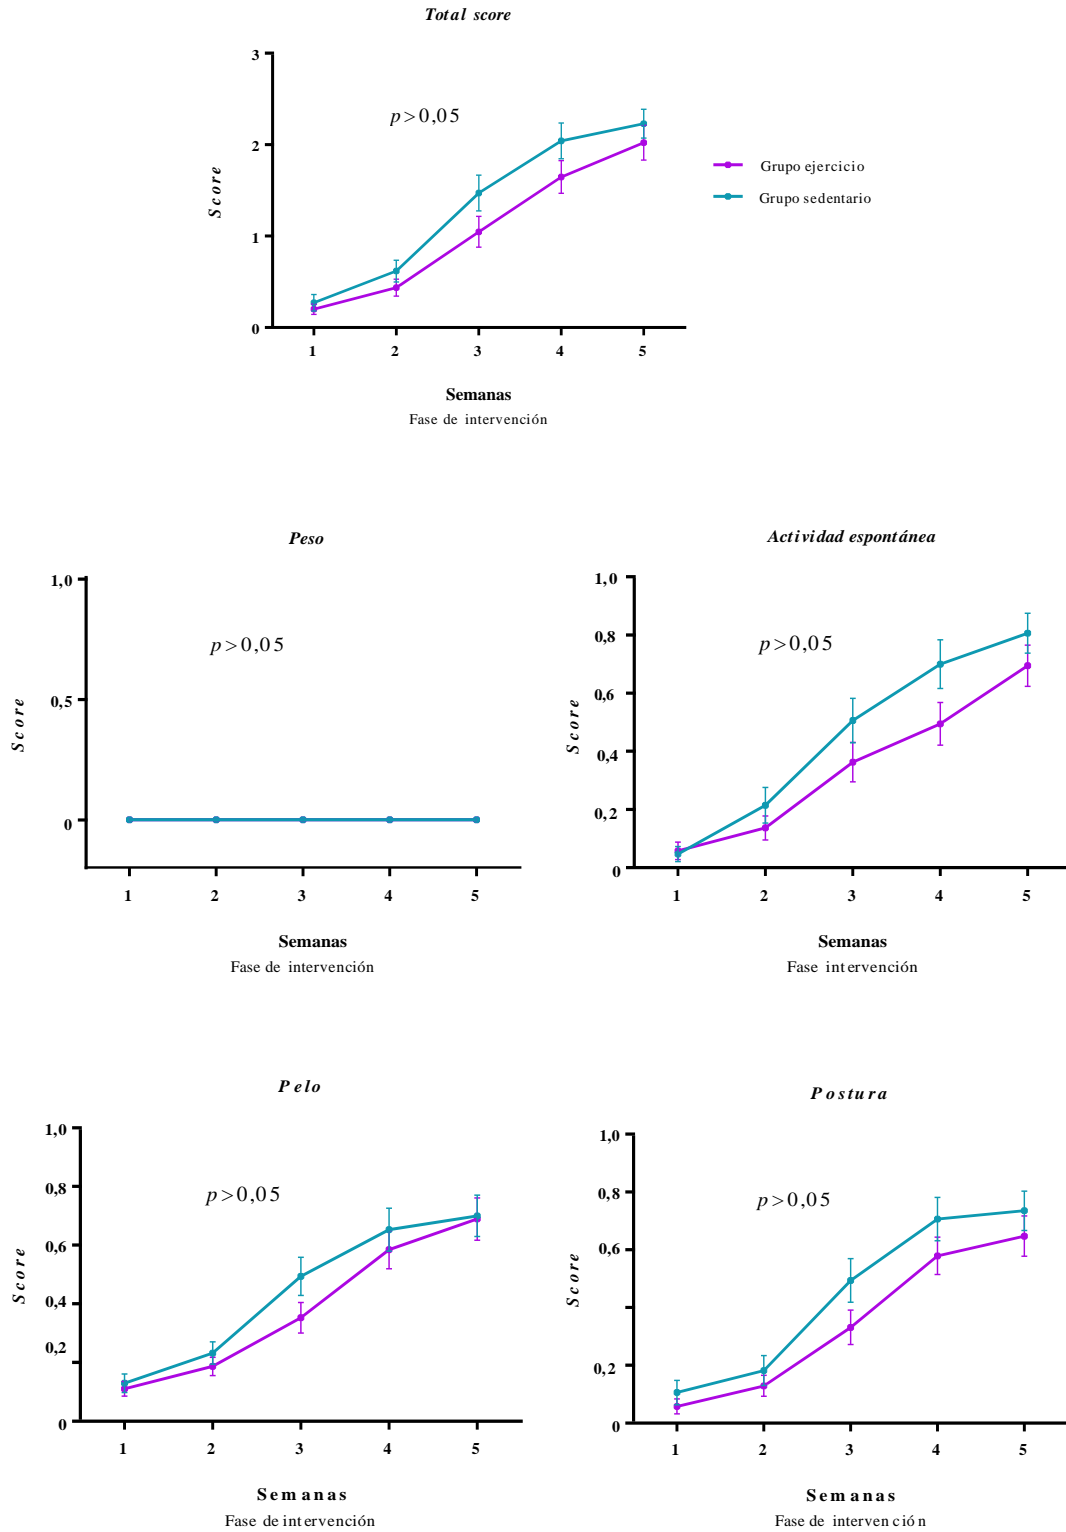 Total score
3
p>0,05
2
Score
1
0
1 2 3 4 5
Semanas
Fase de intervención
Grupo ejercicio
Grupo sedentario
Peso
1,0
p>0,05
0,5
Score
0
1 2 3 4 5
Semanas
Fase de intervención
Actividad espontánea
1,0
0,8
p>0,05
0,6
Score
0,4
0,2
0
1 2 3 4 5
Semanas
Fase intervención
Pelo
1,0
0,8
p>0,05
0,6
Score
0,4
0,2
0
1 2 3 4 5
Semanas
Fase de intervención
Postura
1,0
0,8
p>0,05
0,6
Score
0,2
0
1 2 3 4 5
Semanas
Fase de intervención